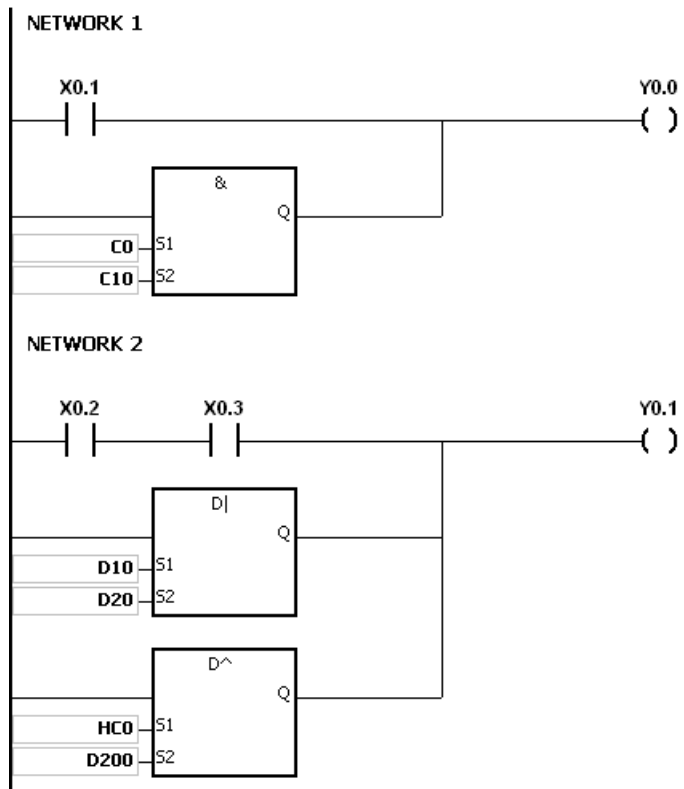 NETWORK 1
X0.1 Y0.0
&
Q
C0 S1
C10 S2
NETWORK 2
X0.2 X0.3 Y0.1
D|
Q
D10 S1
D20 S2
D^
Q
HC0 S1
D200 S2